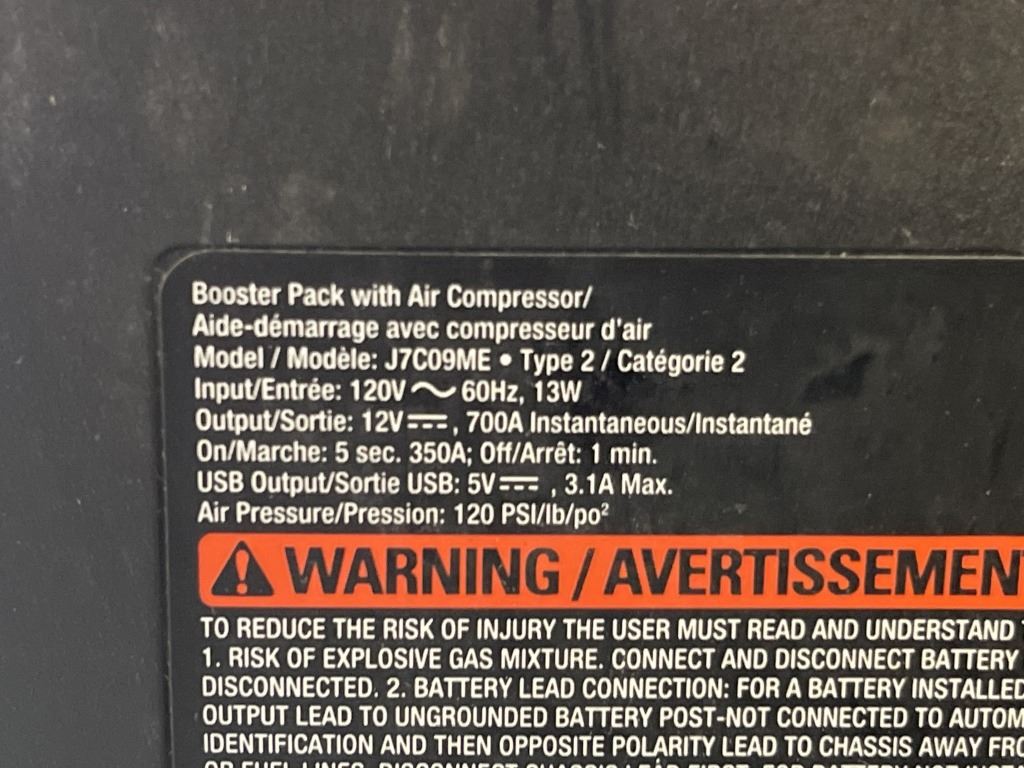 Booster Pack with Air Compressor/
Aide-démarrage avec compresseur d'air
Model / Modèle: J7C09ME • Type 2 / Catégorie 2
Input/Entrée: 120V ~ 60Hz, 13W
Output/Sortie: 12V⎓, 700A Instantaneous/Instantané
On/Marche: 5 sec. 350A; Off/Arrêt: 1 min.
USB Output/Sortie USB: 5V⎓ , 3.1A Max.
Air Pressure/Pression: 120 PSI/lb/po²
⚠ WARNING / AVERTISSEMEN
TO REDUCE THE RISK OF INJURY THE USER MUST READ AND UNDERSTAND
1. RISK OF EXPLOSIVE GAS MIXTURE. CONNECT AND DISCONNECT BATTERY
DISCONNECTED. 2. BATTERY LEAD CONNECTION: FOR A BATTERY INSTALLED
OUTPUT LEAD TO UNGROUNDED BATTERY POST-NOT CONNECTED TO AUTOM
IDENTIFICATION AND THEN OPPOSITE POLARITY LEAD TO CHASSIS AWAY FRO